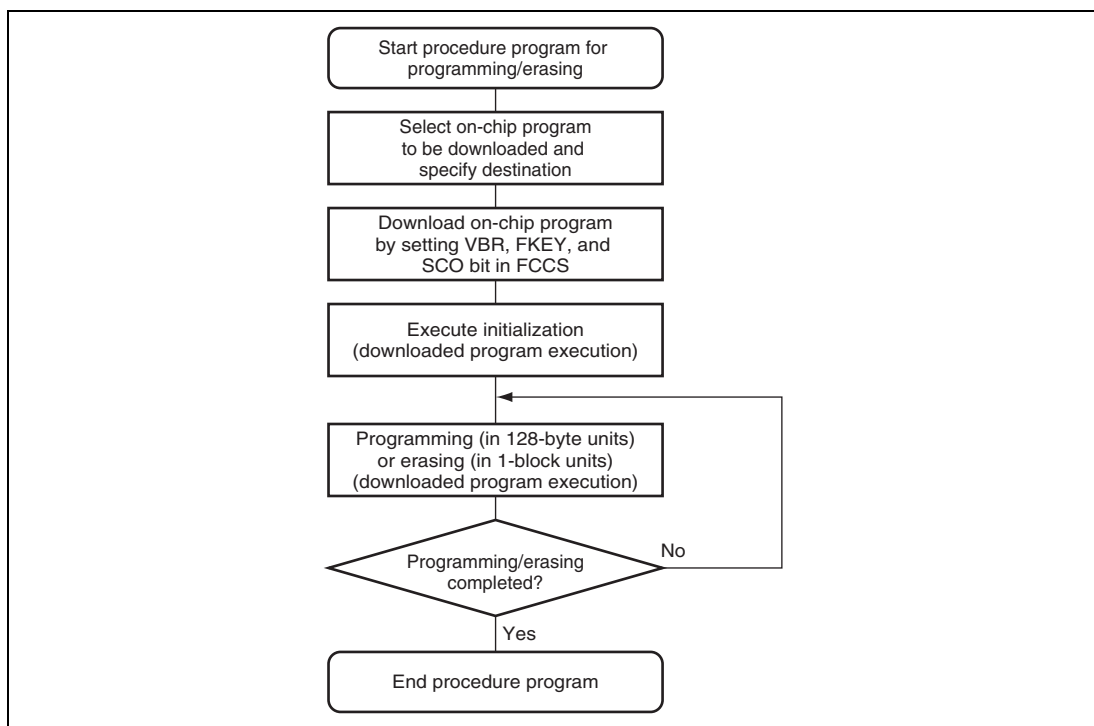 Start procedure program for
programming/erasing
Select on-chip program
to be downloaded and
specify destination
Download on-chip program
by setting VBR, FKEY, and
SCO bit in FCCS
Execute initialization
(downloaded program execution)
Programming (in 128-byte units)
or erasing (in 1-block units)
(downloaded program execution)
Programming/erasing
completed?
No
Yes
End procedure program